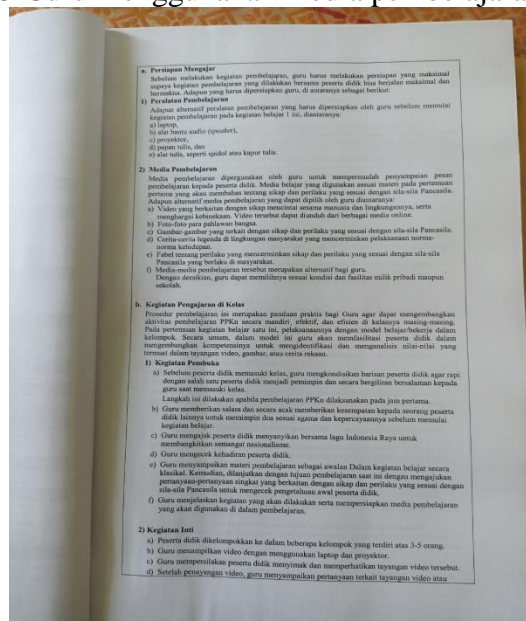 a. Persiapan Mengajar
Sebelum melakukan kegiatan pembelajaran, guru harus melakukan persiapan yang maksimal
supaya kegiatan pembelajaran yang dilakukan bersama peserta didik bisa berjalan maksimal dan
bermakna. Adapun yang harus dipersiapkan guru, di antaranya sebagai berikut:
1) Peralatan Pembelajaran
Adapun alternatif peralatan pembelajaran yang harus dipersiapkan oleh guru sebelum memulai
kegiatan pembelajaran pada kegiatan belajar 1 ini, diantaranya:
a) laptop,
b) alat bantu audio (speaker),
c) proyektor,
d) papan tulis, dan
e) alat tulis, seperti spidol atau kapur tulis.
2) Media Pembelajaran
Media pembelajaran dipergunakan oleh guru untuk mempermudah penyampaian pesan
pembelajaran kepada peserta didik. Media belajar yang digunakan sesuai materi pada pertemuan
pertama yang akan membahas tentang sikap dan perilaku yang sesuai dengan sila-sila Pancasila.
Adapun alternatif media pembelajaran yang dapat dipilih oleh guru diantaranya:
a) Video yang berkaitan dengan sikap mencintai sesama manusia dan lingkungannya, serta
menghargai kebinekaan. Video tersebut dapat diunduh dari berbagai media online.
b) Foto-foto para pahlawan bangsa.
c) Gambar-gambar yang terkait dengan sikap dan perilaku yang sesuai dengan sila-sila Pancasila.
d) Cerita-cerita legenda di lingkungan masyarakat yang mencerminkan pelaksanaan norma-
norma kehidupan.
e) Fabel tentang perilaku yang mencerminkan sikap dan perilaku yang sesuai dengan sila-sila
Pancasila yang berlaku di masyarakat.
f) Media-media pembelajaran tersebut merupakan alternatif bagi guru.
Dengan demikian, guru dapat memilihnya sesuai kondisi dan fasilitas milik pribadi maupun
sekolah.
b. Kegiatan Pengajaran di Kelas
Prosedur pembelajaran ini merupakan panduan praktis bagi Guru agar dapat mengembangkan
aktivitas pembelajaran PPKn secara mandiri, efektif, dan efisien di kelasnya masing-masing.
Pada pertemuan kegiatan belajar satu ini, pelaksanaannya dengan model belajar/bekerja dalam
kelompok. Secara umum, dalam model ini guru akan memfasilitasi peserta didik dalam
mengembangkan kompetensinya untuk mengidentifikasi dan menganalisis nilai-nilai yang
termuat dalam tayangan video, gambar, atau cerita rekaan.
1) Kegiatan Pembuka
a) Sebelum peserta didik memasuki kelas, guru mengkondisikan barisan peserta didik agar rapi
dengan salah satu peserta didik menjadi pemimpin dan secara bergiliran bersalaman kepada
guru saat memasuki kelas.
Langkah ini dilakukan apabila pembelajaran PPKn dilaksanakan pada jam pertama.
b) Guru memberikan salam dan secara acak memberikan kesempatan kepada seorang peserta
didik lainnya untuk memimpin doa sesuai agama dan kepercayaannya sebelum memulai
kegiatan belajar.
c) Guru mengajak peserta didik menyanyikan bersama lagu Indonesia Raya untuk
membangkitkan semangat nasionalisme.
d) Guru mengecek kehadiran peserta didik.
e) Guru menyampaikan materi pembelajaran sebagai awalan Dalam kegiatan belajar secara
klasikal. Kemudian, dilanjutkan dengan tujuan pembelajaran saat ini dengan mengajukan
pertanyaan-pertanyaan singkat yang berkaitan dengan sikap dan perilaku yang sesuai dengan
sila-sila Pancasila untuk mengecek pengetahuan awal peserta didik.
f) Guru menjelaskan kegiatan yang akan dilakukan serta mempersiapkan media pembelajaran
yang akan digunakan di dalam pembelajaran.
2) Kegiatan Inti
a) Peserta didik dikelompokkan ke dalam beberapa kelompok yang terdiri atas 3-5 orang.
b) Guru menampilkan video dengan menggunakan laptop dan proyektor.
c) Guru mempersilakan peserta didik menyimak dan memperhatikan tayangan video tersebut.
d) Setelah penayangan video, guru menyampaikan pertanyaan terkait tayangan video atau